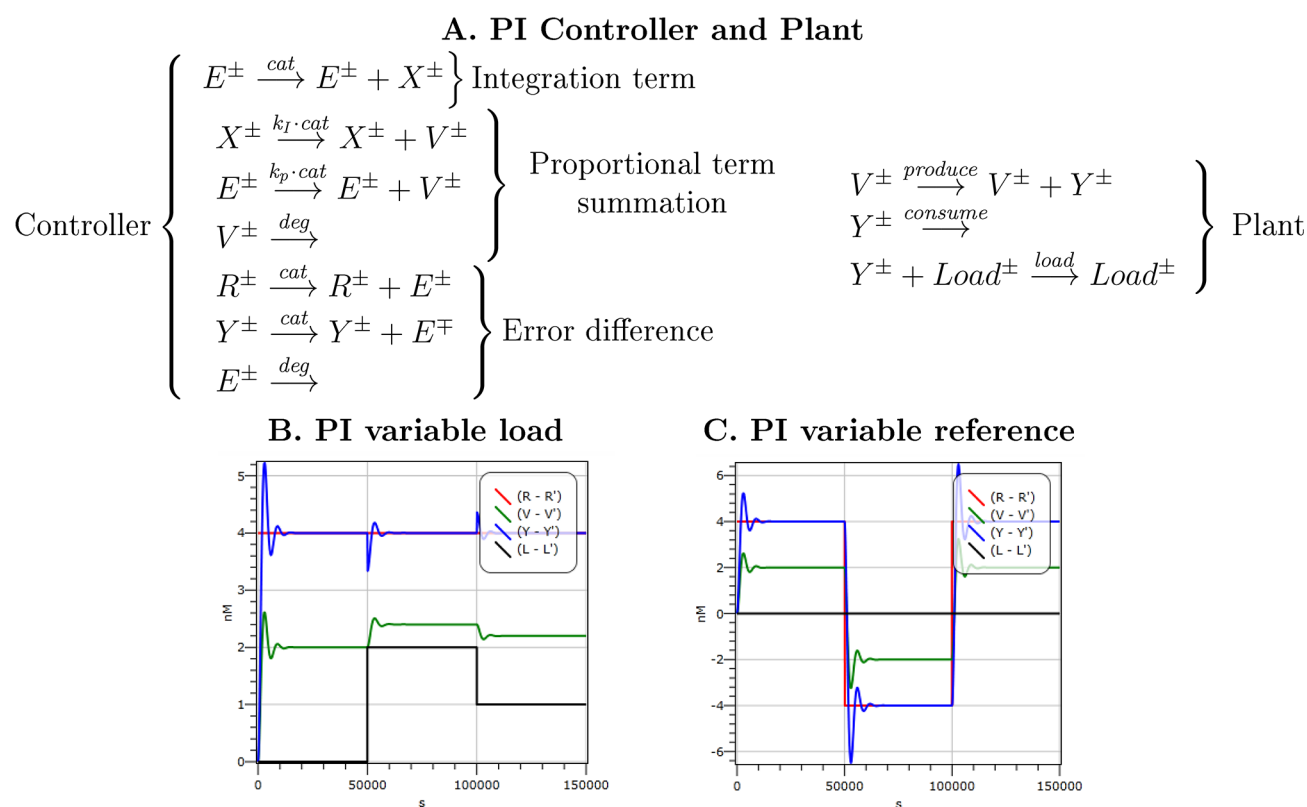 A. PI Controller and Plant
Controller
E± cat⟶ E± + X± } Integration term
X± k_I·cat⟶ X± + V±
E± k_p·cat⟶ E± + V±
V± deg⟶
Proportional term
summation
R± cat⟶ R± + E±
Y± cat⟶ Y± + E∓
E± deg⟶
Error difference
V± produce⟶ V± + Y±
Y± consume⟶
Y± + Load± load⟶ Load±
Plant
B. PI variable load
5
4
3
2
1
0
nM
0 50000 100000 150000
s
(R - R')
(V - V')
(Y - Y')
(L - L')
C. PI variable reference
6
4
2
0
-2
-4
-6
nM
0 50000 100000 150000
s
(R - R')
(V - V')
(Y - Y')
(L - L')